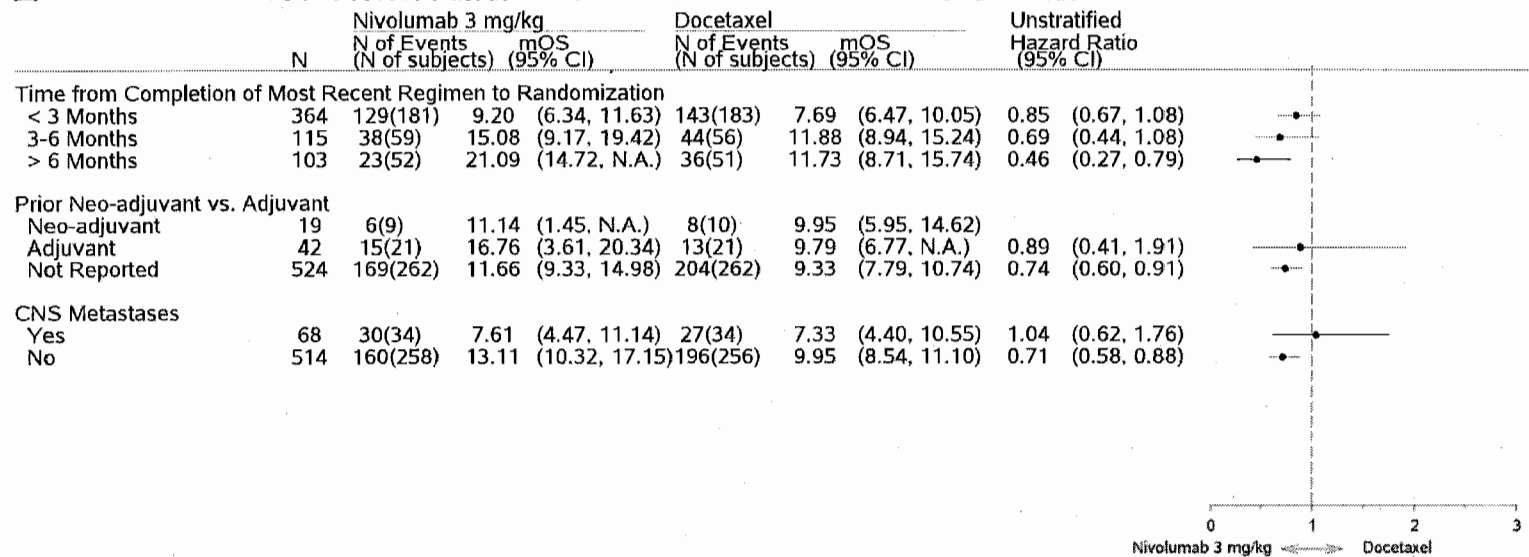 Nivolumab 3 mg/kg Docetaxel Unstratified
N of Events mOS N of Events mOS Hazard Ratio
N (N of subjects) (95% CI) (N of subjects) (95% CI) (95% CI)
Time from Completion of Most Recent Regimen to Randomization
< 3 Months 364 129(181) 9.20 (6.34, 11.63) 143(183) 7.69 (6.47, 10.05) 0.85 (0.67, 1.08)
3-6 Months 115 38(59) 15.08 (9.17, 19.42) 44(56) 11.88 (8.94, 15.24) 0.69 (0.44, 1.08)
> 6 Months 103 23(52) 21.09 (14.72, N.A.) 36(51) 11.73 (8.71, 15.74) 0.46 (0.27, 0.79)
Prior Neo-adjuvant vs. Adjuvant
Neo-adjuvant 19 6(9) 11.14 (1.45, N.A.) 8(10) 9.95 (5.95, 14.62)
Adjuvant 42 15(21) 16.76 (3.61, 20.34) 13(21) 9.79 (6.77, N.A.) 0.89 (0.41, 1.91)
Not Reported 524 169(262) 11.66 (9.33, 14.98) 204(262) 9.33 (7.79, 10.74) 0.74 (0.60, 0.91)
CNS Metastases
Yes 68 30(34) 7.61 (4.47, 11.14) 27(34) 7.33 (4.40, 10.55) 1.04 (0.62, 1.76)
No 514 160(258) 13.11 (10.32, 17.15) 196(256) 9.95 (8.54, 11.10) 0.71 (0.58, 0.88)
0 1 2 3
Nivolumab 3 mg/kg Docetaxel